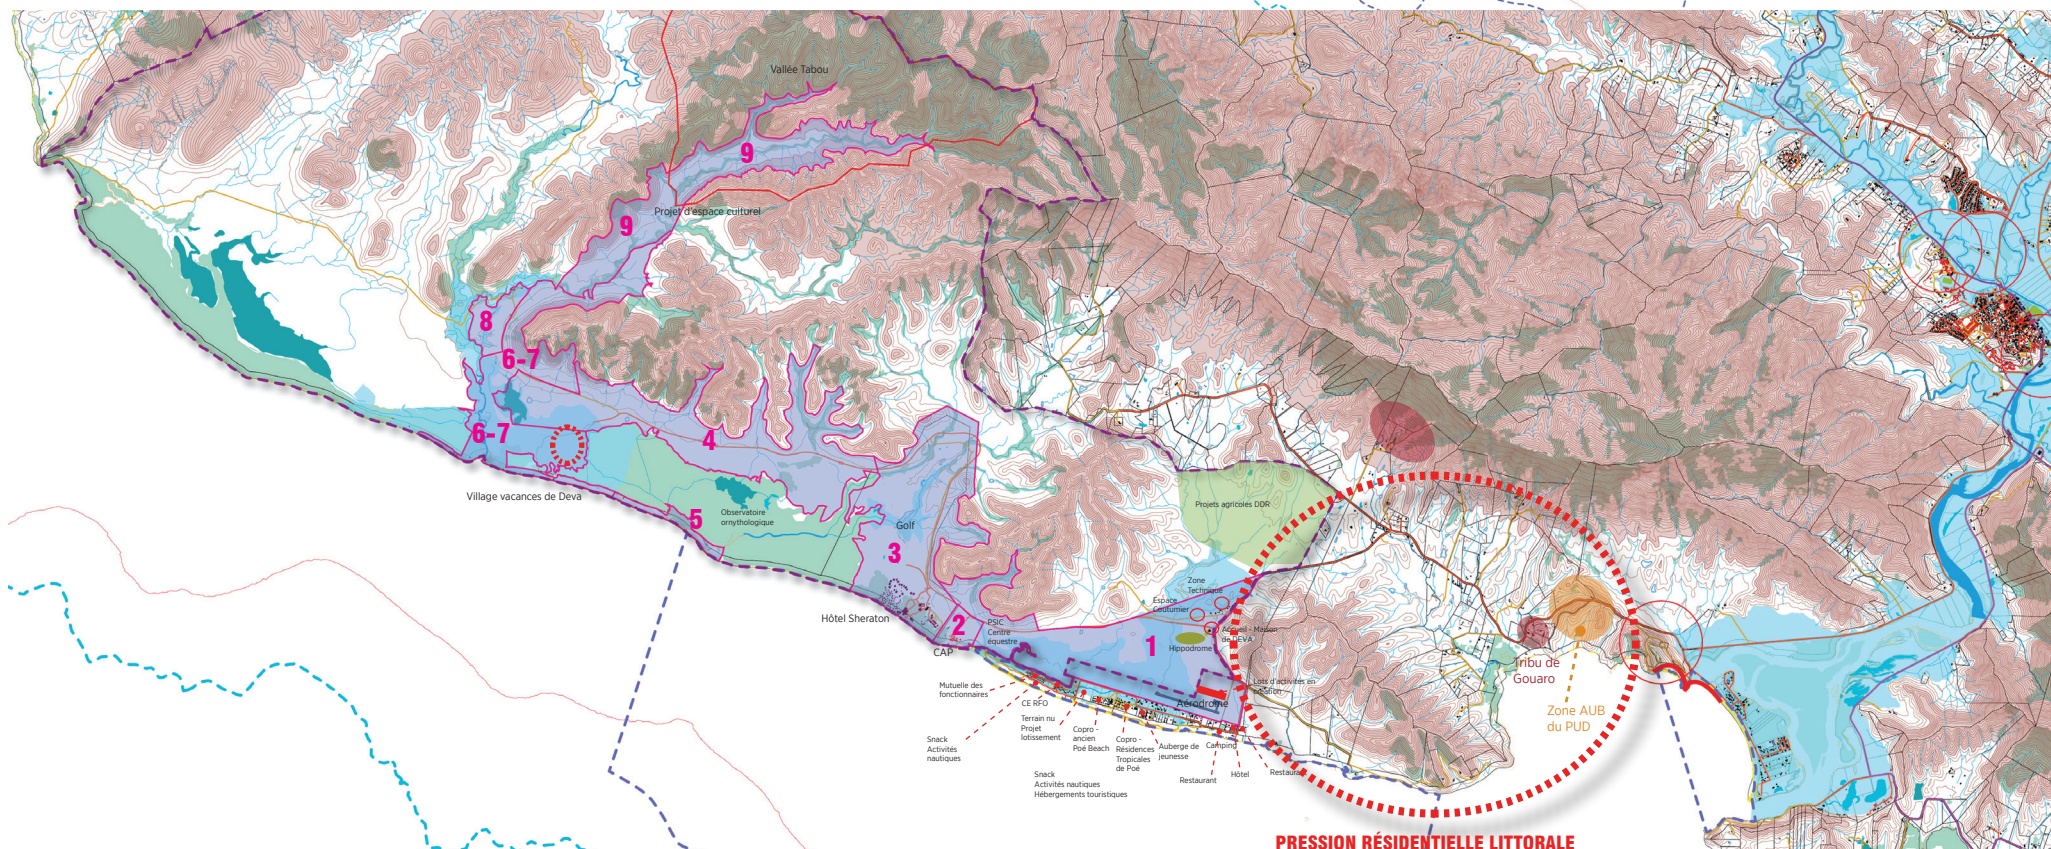 Vallée Tabou
9
Projet d'espace culturel
9
8
6-7
6-7
4
Village vacances de Deva
5
Observatoire
ornythologique
Golf
3
Hôtel Sheraton
2
CAP
PSIC
Centre
équestre
1
Projets agricoles DDR
Zone
Technique
Espace
Coutumier
Accueil - Maison
de DEVA
Hippodrome
Lots d'activités en
création
Aérodrome
Mutuelle des
fonctionnaires
CE RFO
Terrain nu
Projet
lotissement
Snack
Activités
nautiques
Copro -
ancien
Poé Beach
Copro -
Résidences
Tropicales
de Poé
Auberge de
jeunesse
Camping
Restaurant
Hôtel
Restaurant
Snack
Activités nautiques
Hébergements touristiques
Tribu de
Gouaro
Zone AUB
du PUD
PRESSION RÉSIDENTIELLE LITTORALE